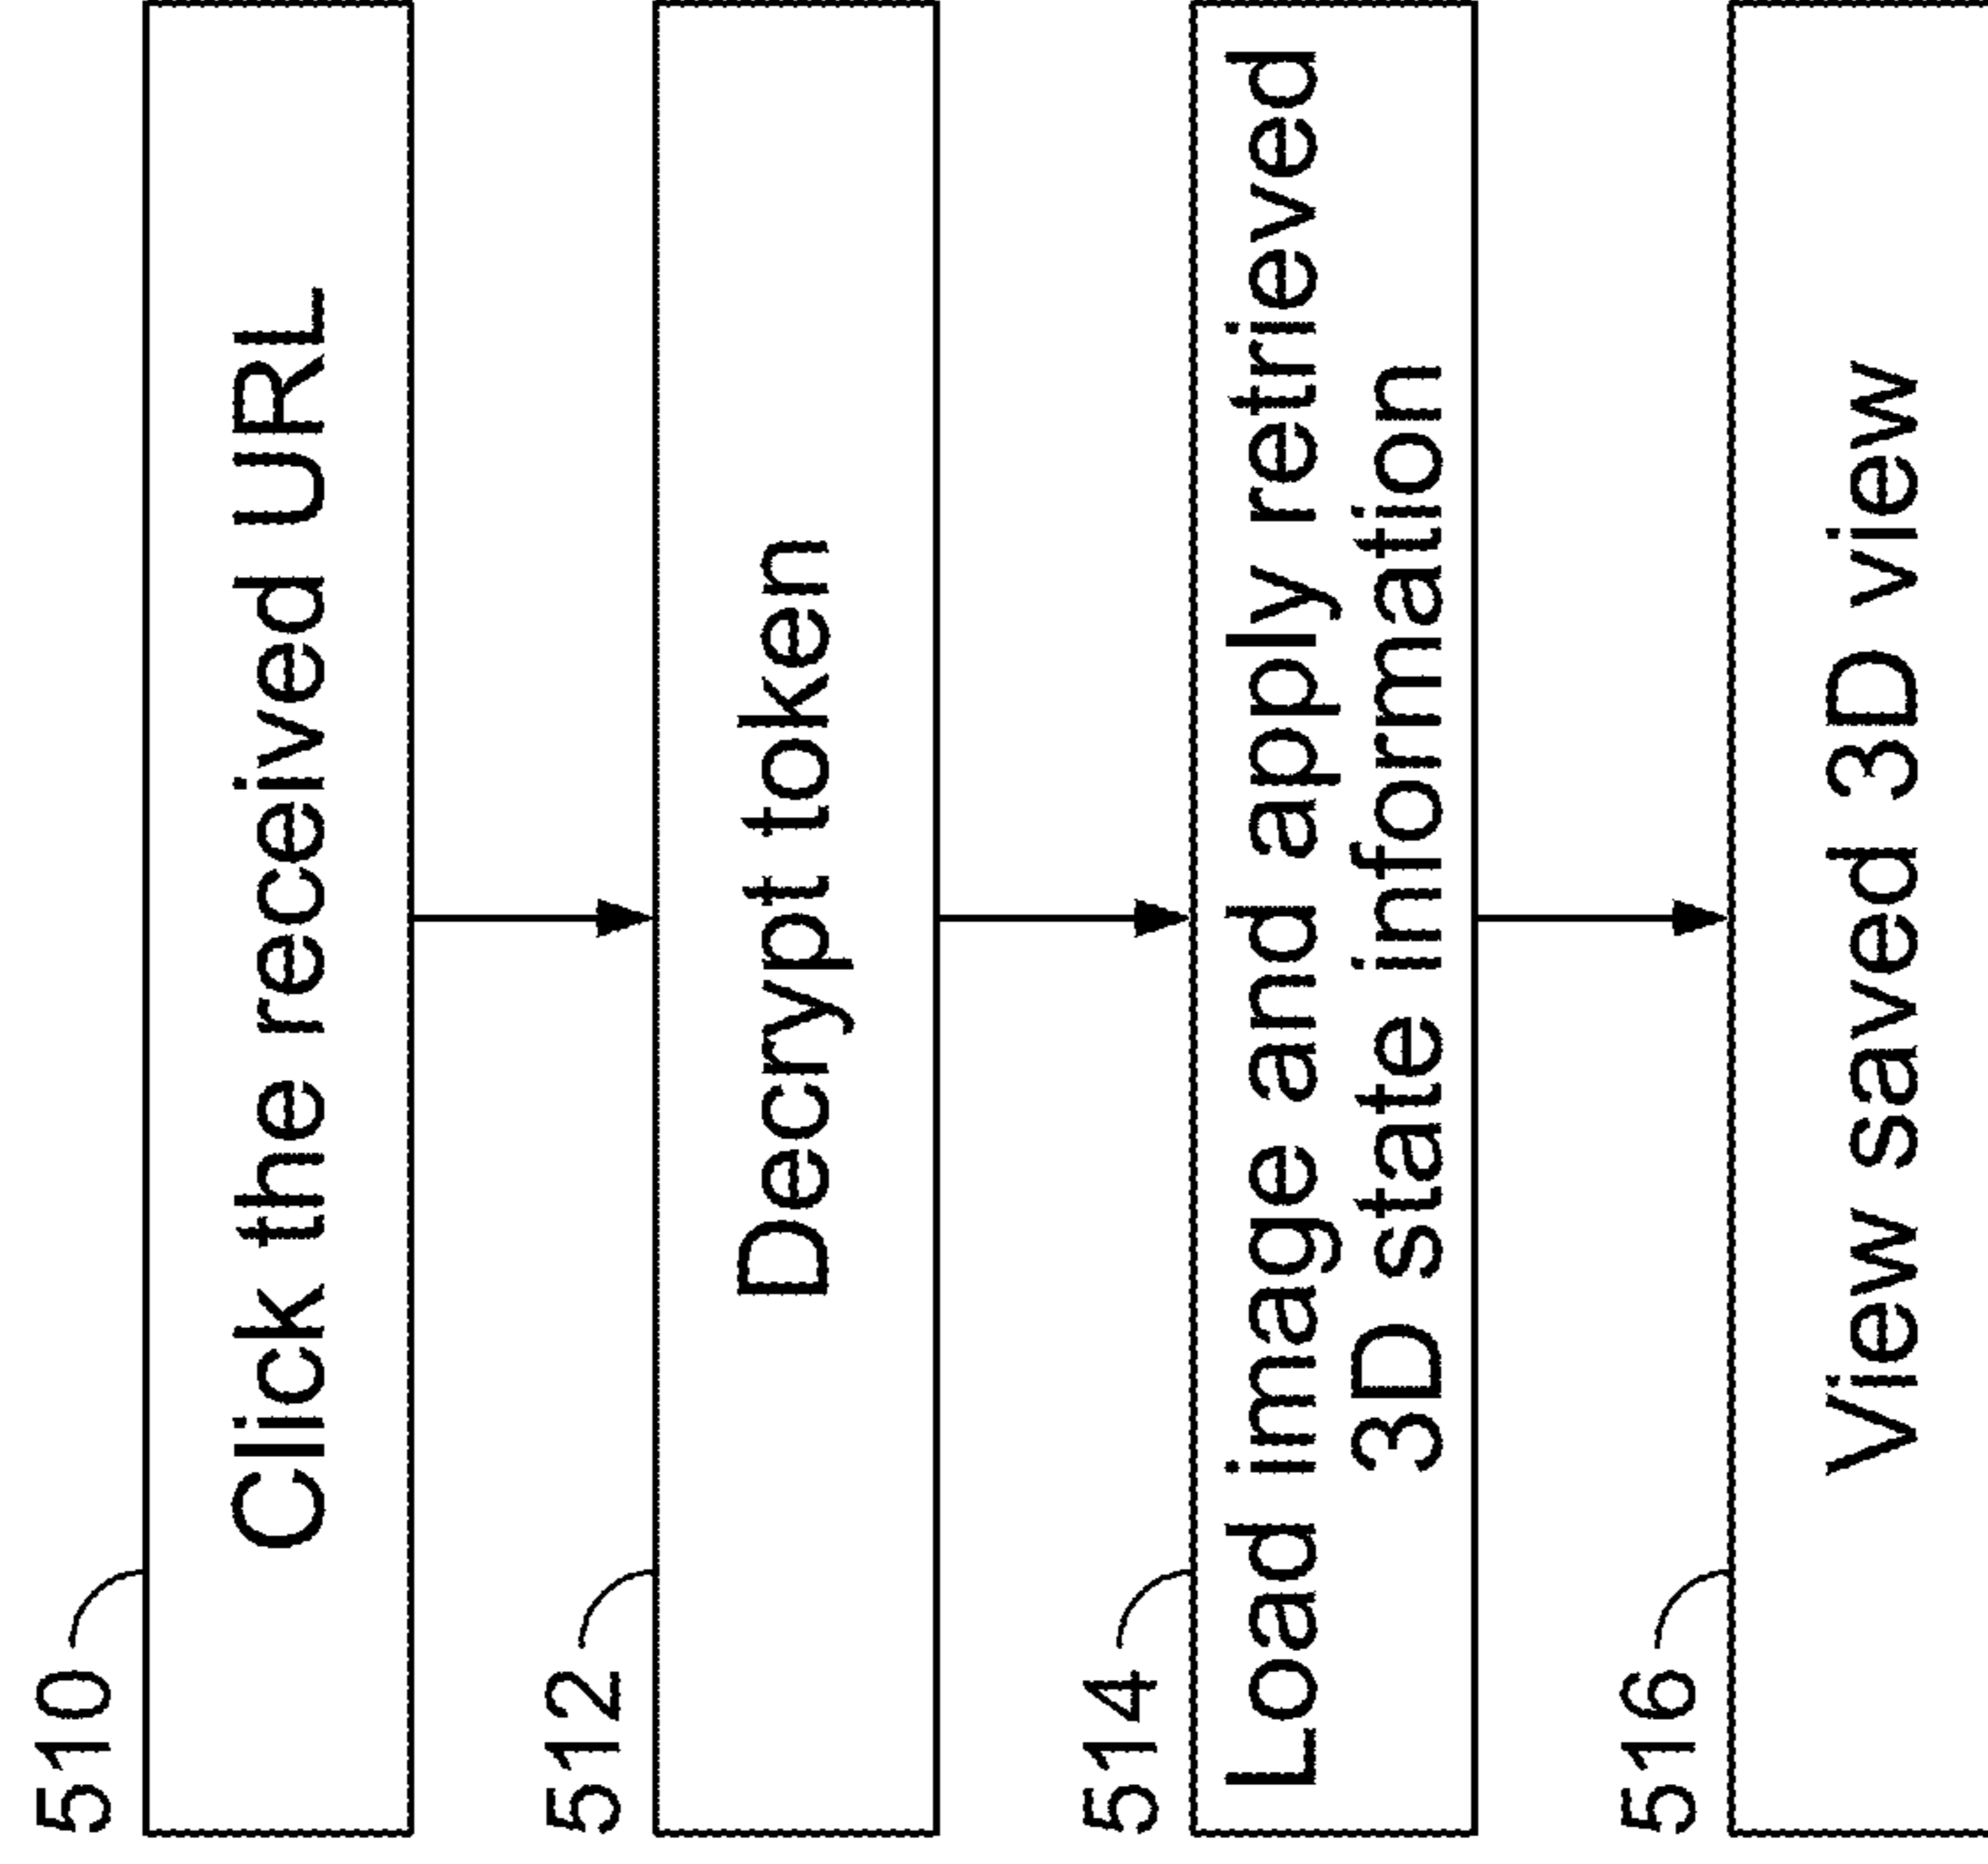 510
Click the received URL
512
Decrypt token
514
Load image and apply retrieved
3D state information
516
View saved 3D view